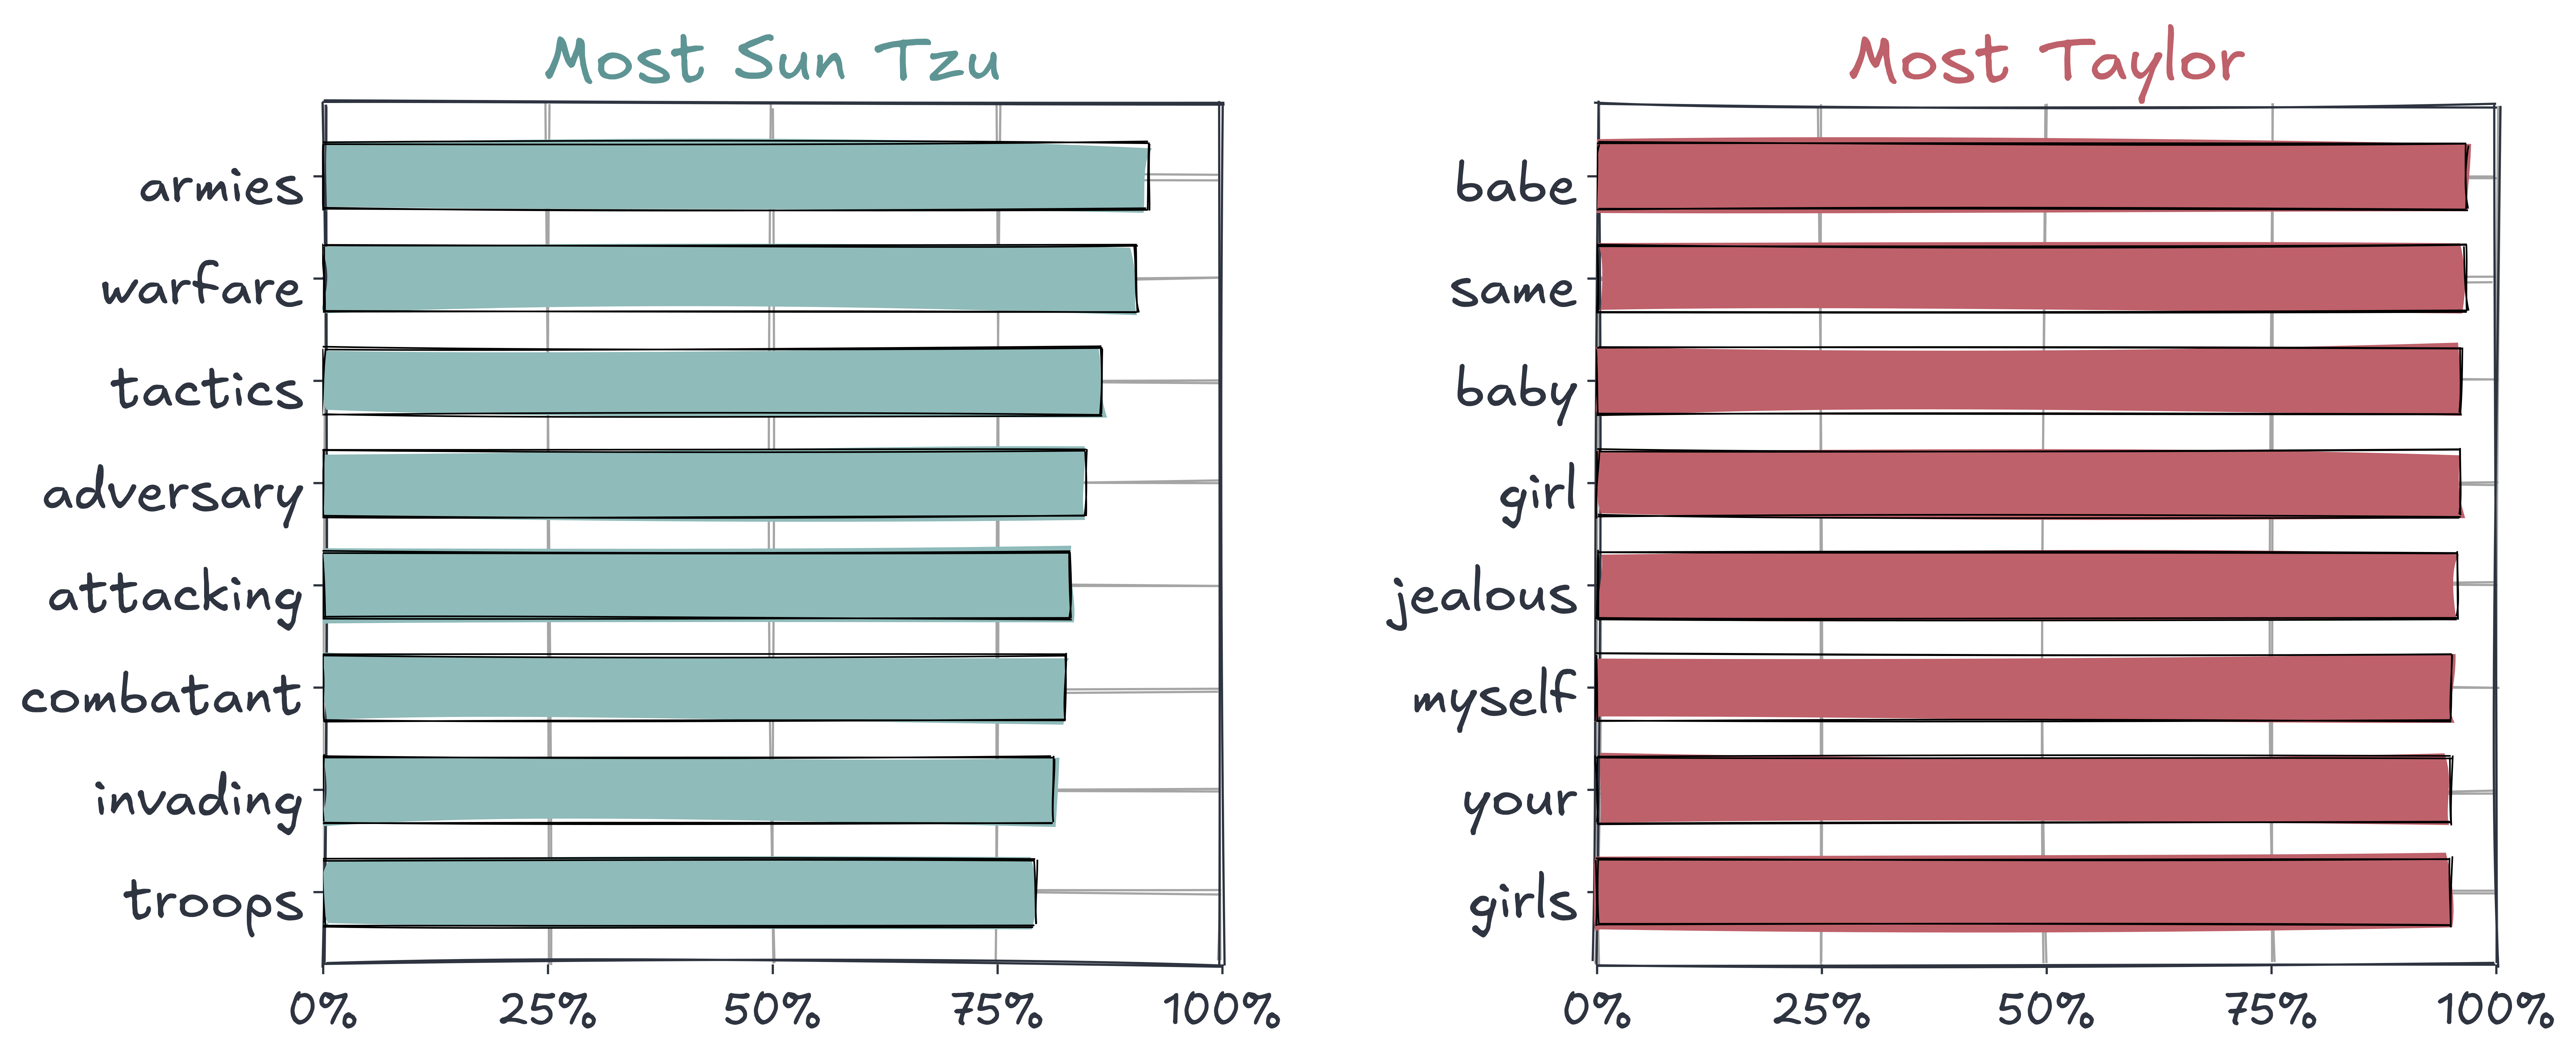 Most Sun Tzu
armies
warfare
tactics
adversary
attacking
combatant
invading
troops
0% 25% 50% 75% 100%
Most Taylor
babe
same
baby
girl
jealous
myself
your
girls
0% 25% 50% 75% 100%